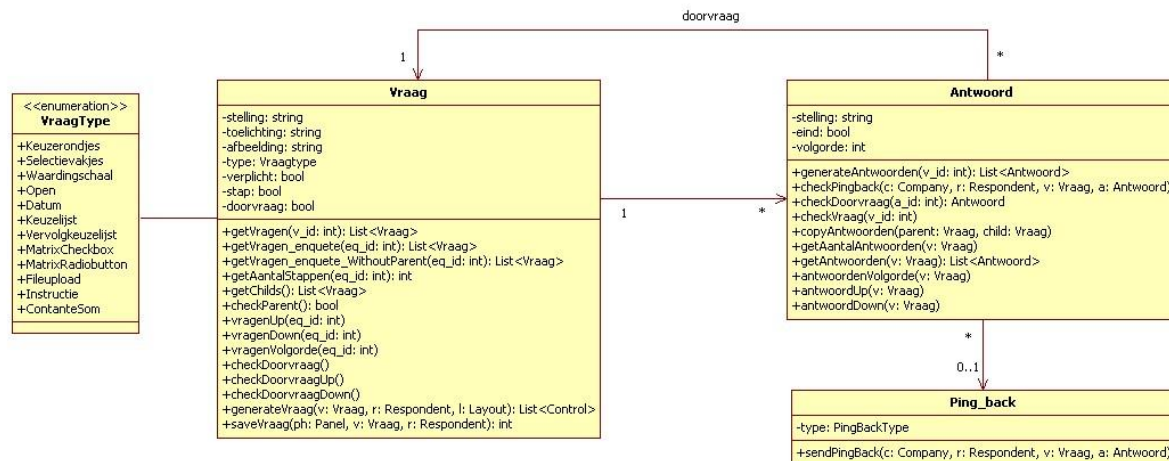 doorvraag
1
*
<<enumeration>>
VraagType
+Keuzerondjes
+Selectievakjes
+Waardingschaal
+Open
+Datum
+Keuzelijst
+Vervolgkeuzelijst
+MatrixCheckbox
+MatrixRadiobutton
+Fileupload
+Instructie
+ContanteSom
Vraag
-stelling: string
-toelichting: string
-afbeelding: string
-type: Vraagtype
-verplicht: bool
-stap: bool
-doorvraag: bool
+getVragen(v_id: int): List<Vraag>
+getVragen_enquete(eq_id: int): List<Vraag>
+getVragen_enquete_WithoutParent(eq_id: int): List<Vraag>
+getAantalStappen(eq_id: int): int
+getChilds(): List<Vraag>
+checkParent(): bool
+vragenUp(eq_id: int)
+vragenDown(eq_id: int)
+vragenVolgorde(eq_id: int)
+checkDoorvraag()
+checkDoorvraagUp()
+checkDoorvraagDown()
+generateVraag(v: Vraag, r: Respondent, l: Layout): List<Control>
+saveVraag(ph: Panel, v: Vraag, r: Respondent): int
1
*
Antwoord
-stelling: string
-eind: bool
-volgorde: int
+generateAntwoorden(v_id: int): List<Antwoord>
+checkPingback(c: Company, r: Respondent, v: Vraag, a: Antwoord)
+checkDoorvraag(a_id: int): Antwoord
+checkVraag(v_id: int)
+copyAntwoorden(parent: Vraag, child: Vraag)
+getAantalAntwoorden(v: Vraag)
+getAntwoorden(v: Vraag): List<Antwoord>
+antwoordenVolgorde(v: Vraag)
+antwoordUp(v: Vraag)
+antwoordDown(v: Vraag)
*
0..1
Ping_back
-type: PingBackType
+sendPingBack(c: Company, r: Respondent, v: Vraag, a: Antwoord)